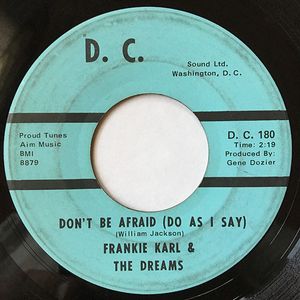 D. C.
Sound Ltd.
Washington, D. C.
Proud Tunes
Aim Music
BMI
8879
D. C. 180
Time: 2:19
Produced By:
Gene Dozier
DON'T BE AFRAID (DO AS I SAY)
(William Jackson)
FRANKIE KARL &
THE DREAMS